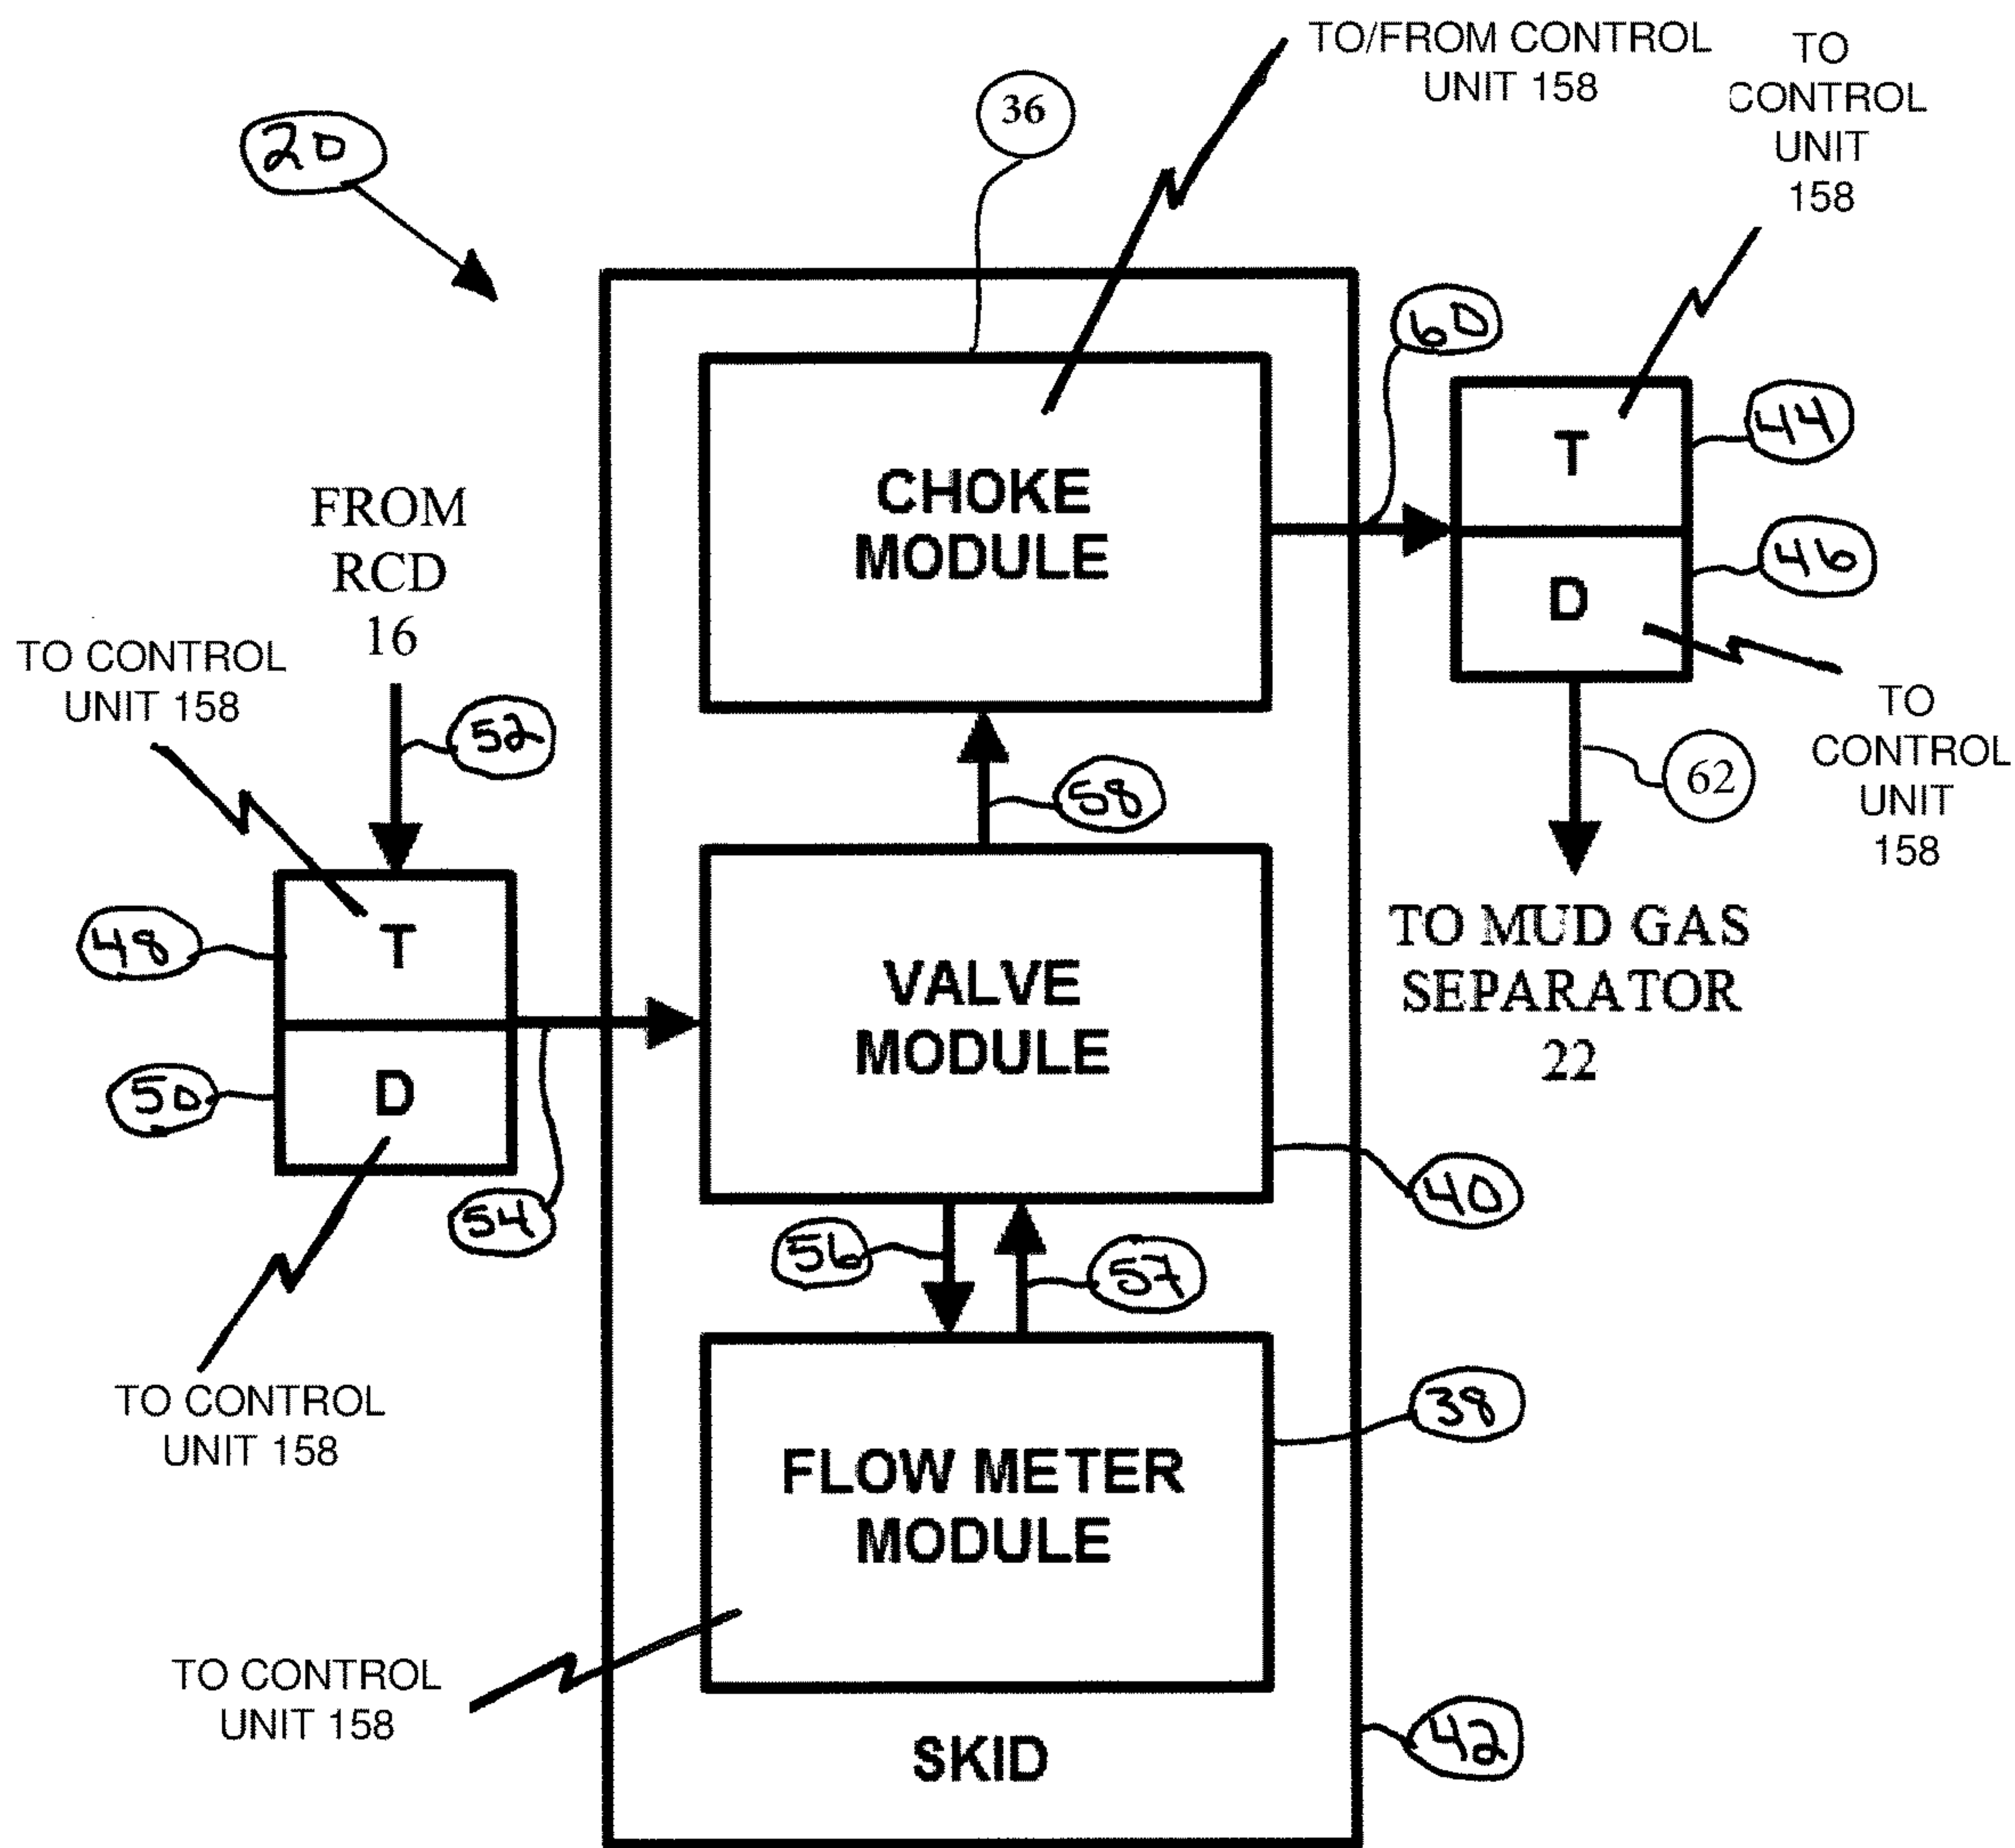 TO/FROM CONTROL
UNIT 158
TO
CONTROL
UNIT
158
36
20
60
44
T
CHOKE
MODULE
46
D
FROM
RCD
16
TO CONTROL
UNIT 158
52
58
62
TO
CONTROL
UNIT
158
48
T
50
D
54
VALVE
MODULE
40
TO MUD GAS
SEPARATOR
22
56
57
TO CONTROL
UNIT 158
38
FLOW METER
MODULE
TO CONTROL
UNIT 158
SKID
42